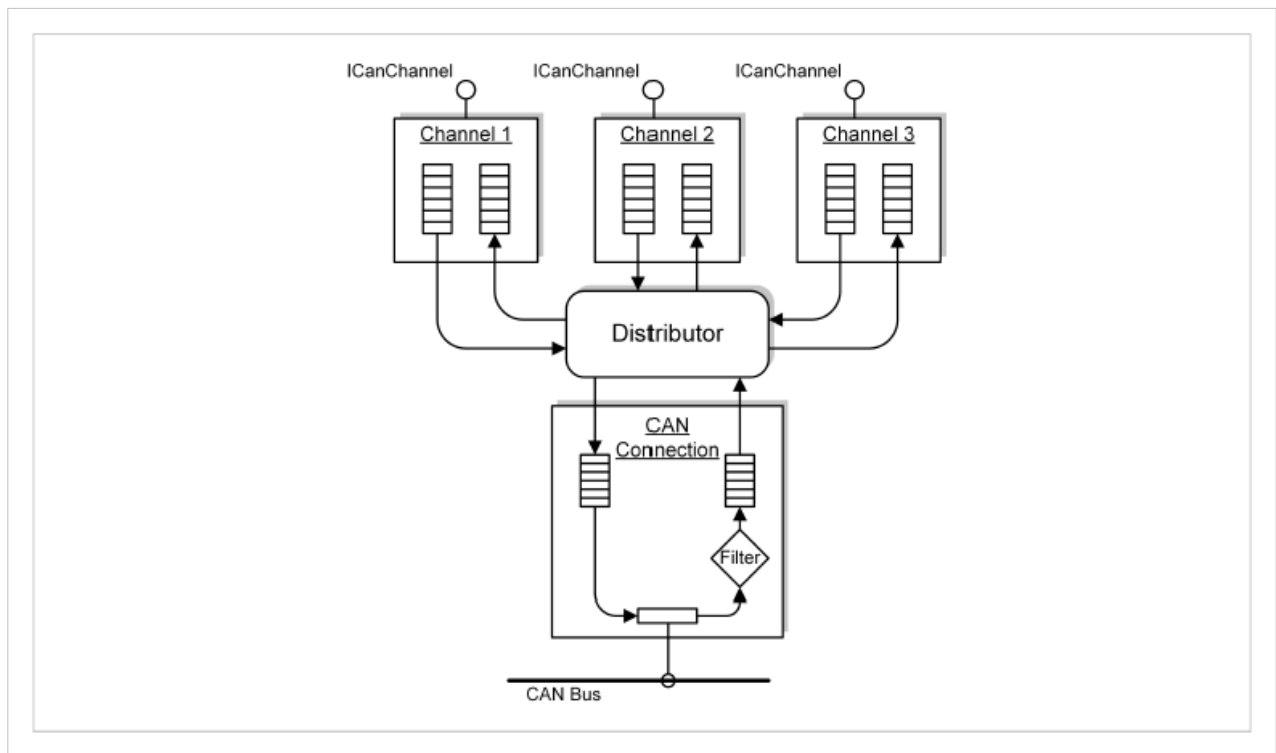 ICanChannel
ICanChannel
ICanChannel
Channel 1
Channel 2
Channel 3
Distributor
CAN
Connection
Filter
CAN Bus